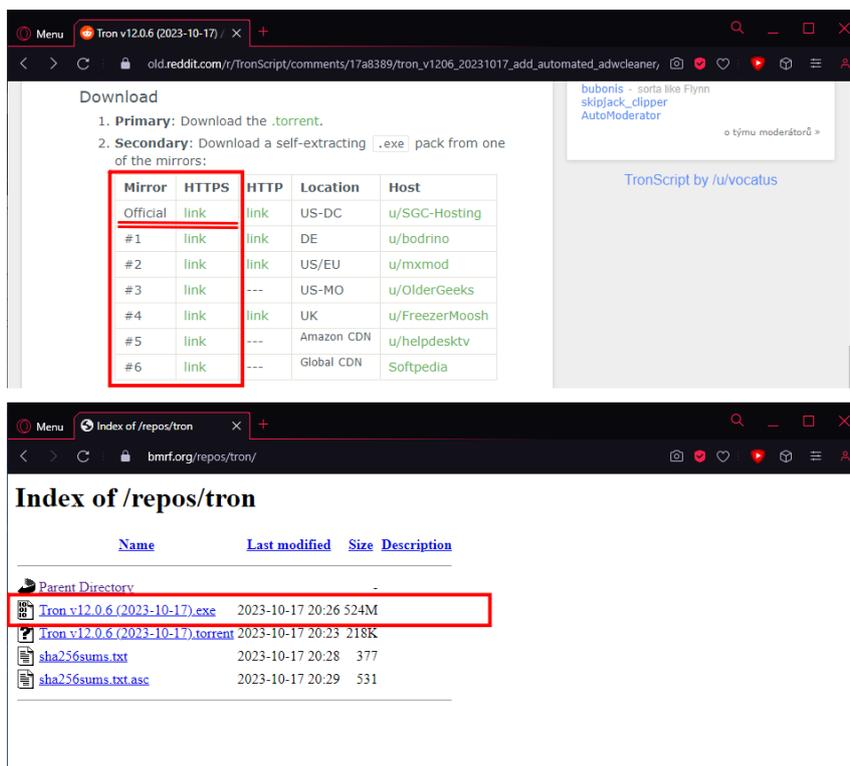 Menu
Tron v12.0.6 (2023-10-17) /
old.reddit.com/r/TronScript/comments/17a8389/tron_v1206_20231017_add_automated_adwcleaner/
Download
1. Primary: Download the .torrent.
2. Secondary: Download a self-extracting .exe pack from one
of the mirrors:
Mirror HTTPS HTTP Location Host
Official link link US-DC u/SGC-Hosting
#1 link link DE u/bodrino
#2 link link US/EU u/mxmod
#3 link --- US-MO u/OlderGeeks
#4 link link UK u/FreezerMoosh
#5 link --- Amazon CDN u/helpdesktv
#6 link --- Global CDN Softpedia
bubonis - sorta like Flynn
skipjack_clipper
AutoModerator
o týmu moderátorů »
TronScript by /u/vocatus
Menu
Index of /repos/tron
bmrf.org/repos/tron/
Index of /repos/tron
Name Last modified Size Description
Parent Directory -
Tron v12.0.6 (2023-10-17).exe 2023-10-17 20:26 524M
Tron v12.0.6 (2023-10-17).torrent 2023-10-17 20:23 218K
sha256sums.txt 2023-10-17 20:28 377
sha256sums.txt.asc 2023-10-17 20:29 531